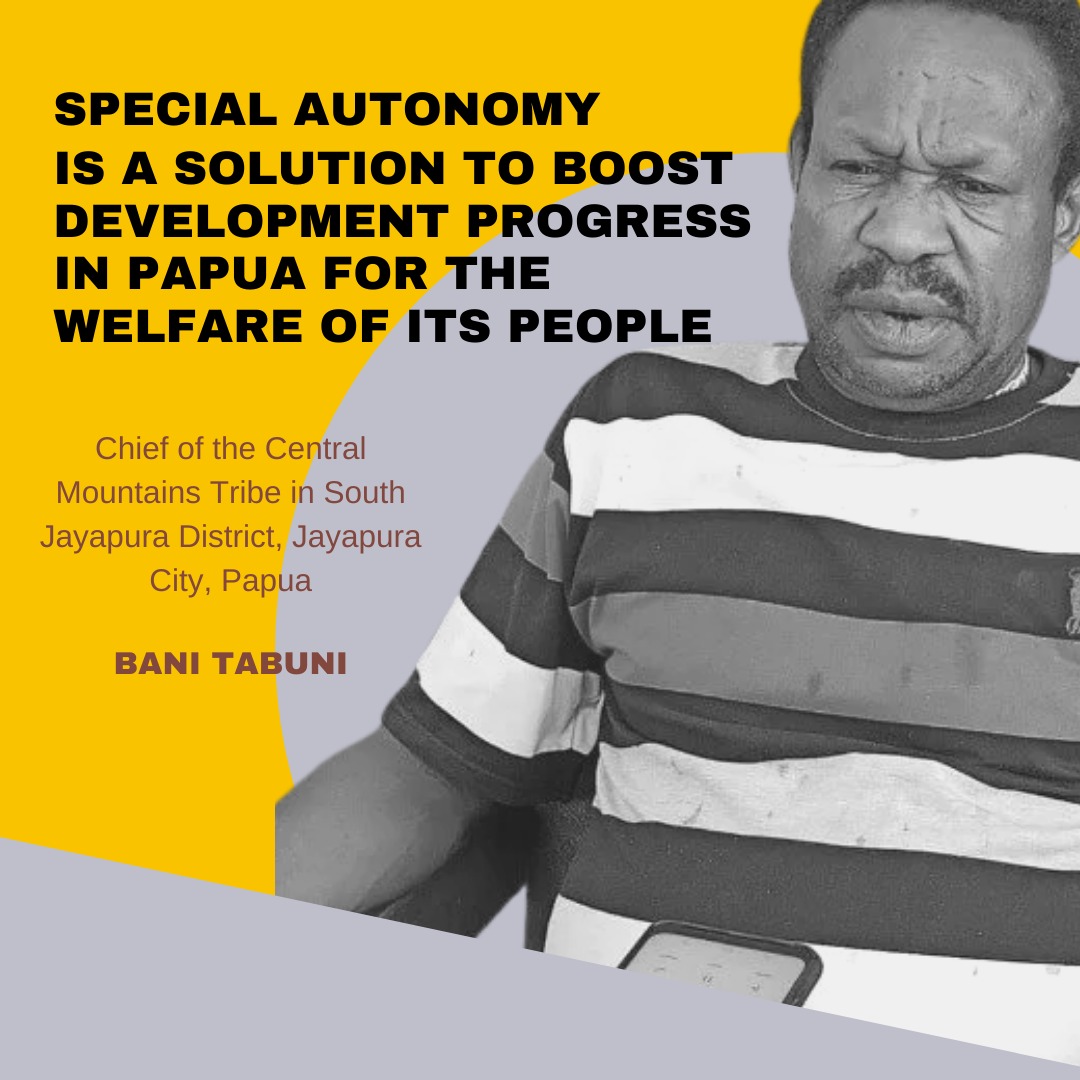 SPECIAL AUTONOMY
IS A SOLUTION TO BOOST
DEVELOPMENT PROGRESS
IN PAPUA FOR THE
WELFARE OF ITS PEOPLE
Chief of the Central
Mountains Tribe in South
Jayapura District, Jayapura
City, Papua
BANI TABUNI